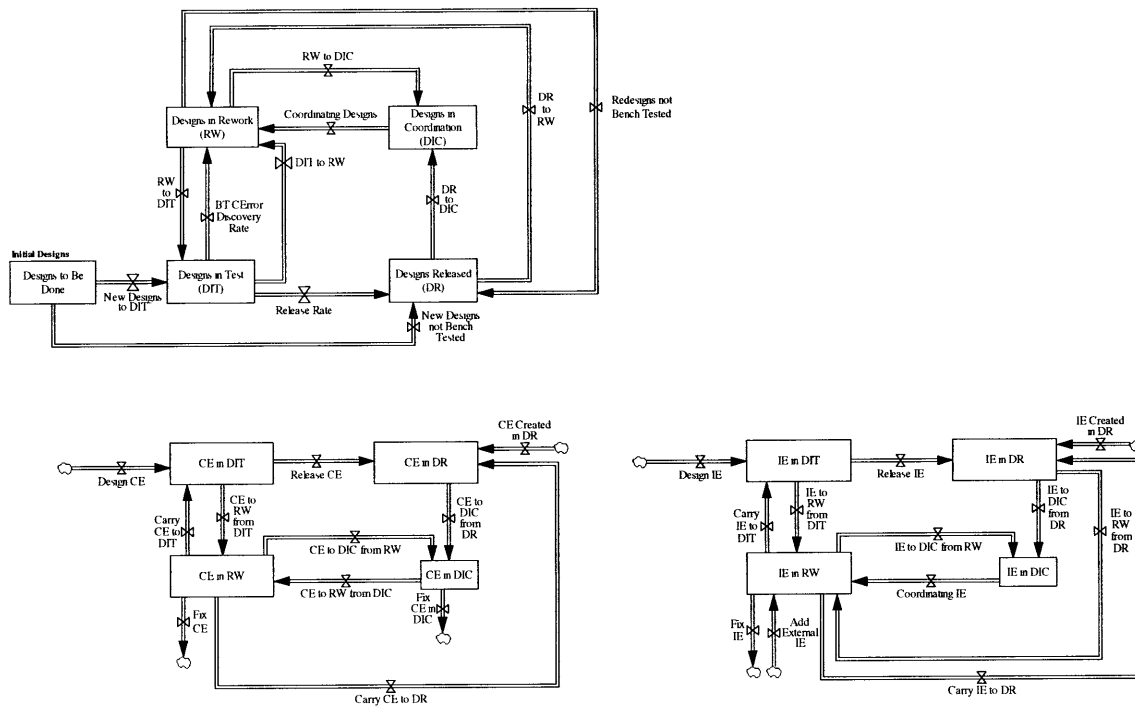 RW to DIC
Designs in Rework
(RW)
Coordinating Designs
Designs in
Coordination
(DIC)
DR
to
RW
Redesigns not
Bench Tested
DIT to RW
RW
to
DIT
BT CError
Discovery
Rate
DR
to
DIC
Initial Designs
Designs to Be
Done
New Designs
to DIT
Designs in Test
(DIT)
Release Rate
Designs Released
(DR)
New Designs
not Bench
Tested
CE Created
in DR
Design CE
CE in DIT
Release CE
CE in DR
Carry
CE to
DIT
CE to
RW
from
DIT
CE to
DIC
from
DR
CE to DIC from RW
CE in RW
CE to RW from DIC
CE in DIC
Fix
CE
Fix
CE in
DIC
Carry CE to DR
IE Created
in DR
Design IE
IE in DIT
Release IE
IE in DR
Carry
IE to
DIT
IE to
RW
from
DIT
IE to
DIC
from
DR
IE to
RW
from
DR
IE to DIC from RW
IE in RW
Coordinating IE
IE in DIC
Fix
IE
Add
External
IE
Carry IE to DR